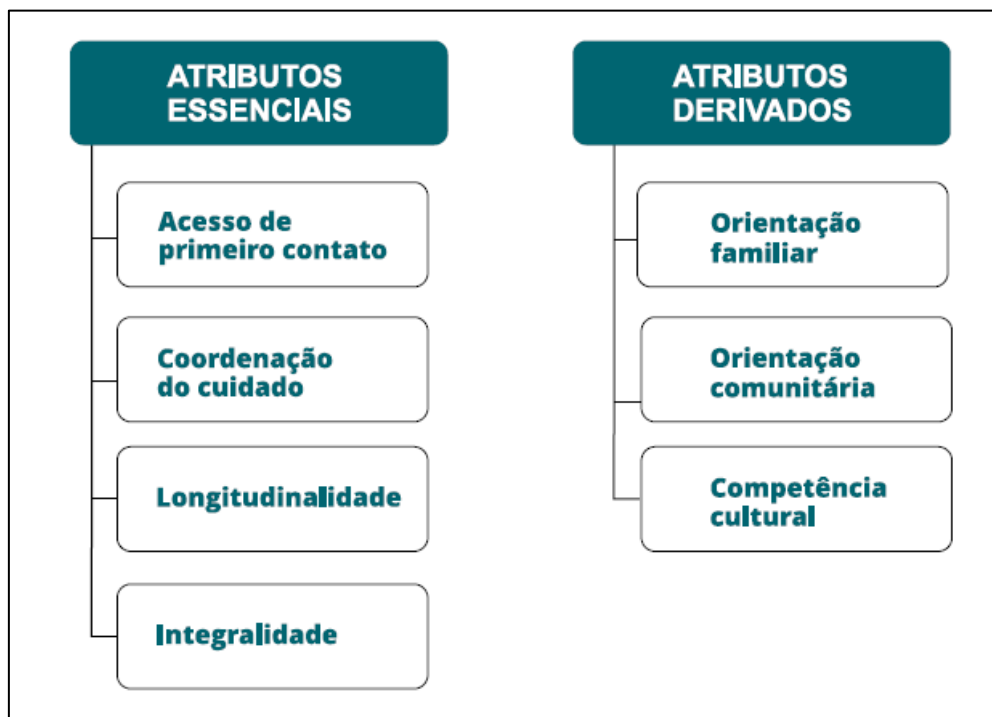 ATRIBUTOS
ESSENCIAIS
Acesso de
primeiro contato
Coordenação
do cuidado
Longitudinalidade
Integralidade
ATRIBUTOS
DERIVADOS
Orientação
familiar
Orientação
comunitária
Competência
cultural